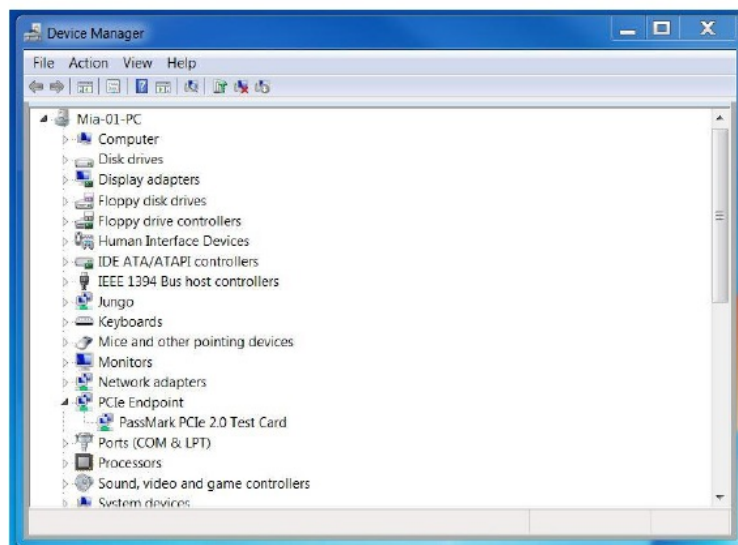 Device Manager
File Action View Help
Mia-01-PC
Computer
Disk drives
Display adapters
Floppy disk drives
Floppy drive controllers
Human Interface Devices
IDE ATA/ATAPI controllers
IEEE 1394 Bus host controllers
Jungo
Keyboards
Mice and other pointing devices
Monitors
Network adapters
PCIe Endpoint
PassMark PCIe 2.0 Test Card
Ports (COM & LPT)
Processors
Sound, video and game controllers
System devices